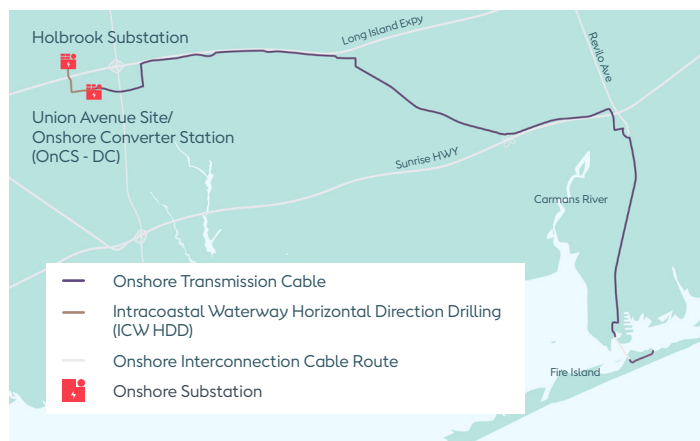 Holbrook Substation
Long Island Expy
Revilo Ave
Union Avenue Site/
Onshore Converter Station
(OnCS - DC)
Sunrise HWY
Carmans River
Onshore Transmission Cable
Intracoastal Waterway Horizontal Direction Drilling
(ICW HDD)
Onshore Interconnection Cable Route
Fire Island
Onshore Substation